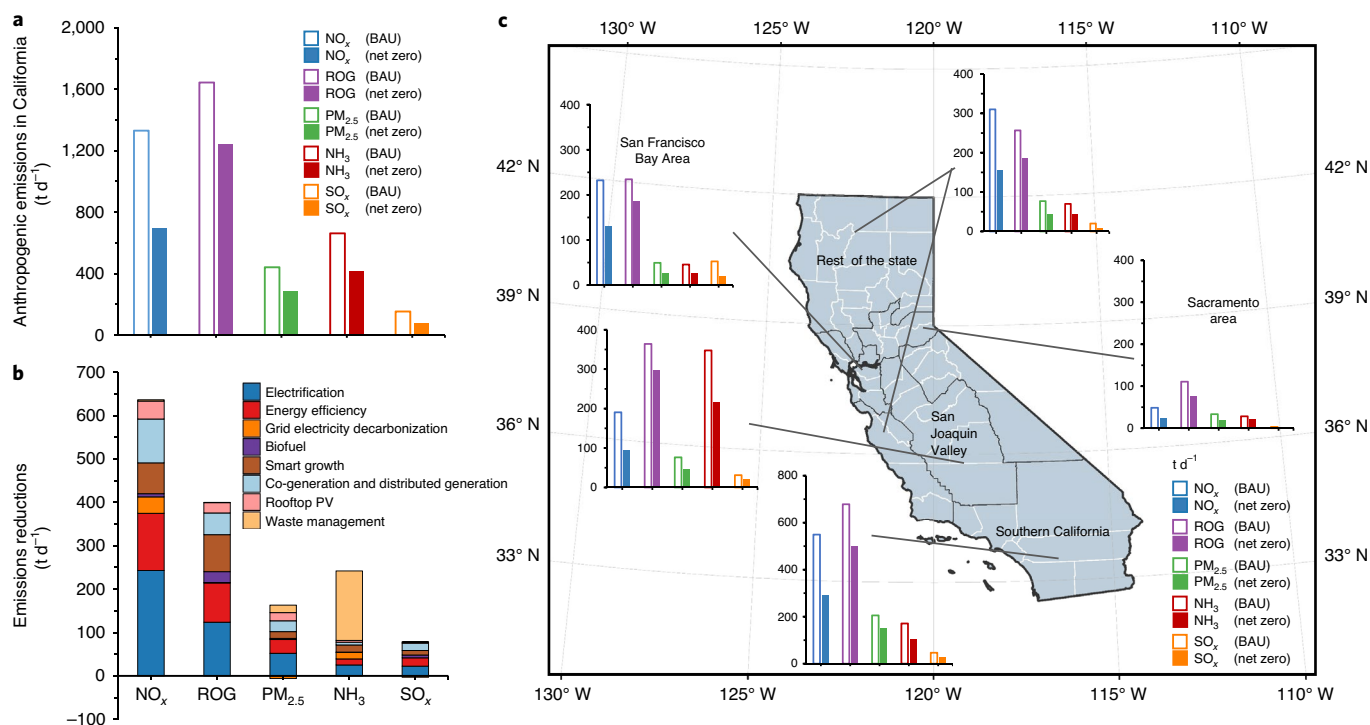 a
Anthropogenic emissions in California
(t d⁻¹)
2,000
1,600
1,200
800
400
0
NOₓ (BAU)
NOₓ (net zero)
ROG (BAU)
ROG (net zero)
PM₂.₅ (BAU)
PM₂.₅ (net zero)
NH₃ (BAU)
NH₃ (net zero)
SOₓ (BAU)
SOₓ (net zero)
b
Emissions reductions
(t d⁻¹)
700
600
500
400
300
200
100
0
−100
Electrification
Energy efficiency
Grid electricity decarbonization
Biofuel
Smart growth
Co-generation and distributed generation
Rooftop PV
Waste management
NOₓ ROG PM₂.₅ NH₃ SOₓ
c
130° W 125° W 120° W 115° W 110° W
42° N
39° N
36° N
33° N
42° N
39° N
36° N
33° N
400
300
200
100
0
San Francisco
Bay Area
400
300
200
100
0
400
300
200
100
0
Sacramento
area
400
300
200
100
0
800
600
400
200
0
Rest of the state
San
Joaquin
Valley
Southern California
t d⁻¹
NOₓ (BAU)
NOₓ (net zero)
ROG (BAU)
ROG (net zero)
PM₂.₅ (BAU)
PM₂.₅ (net zero)
NH₃ (BAU)
NH₃ (net zero)
SOₓ (BAU)
SOₓ (net zero)
130° W 125° W 120° W 115° W 110° W